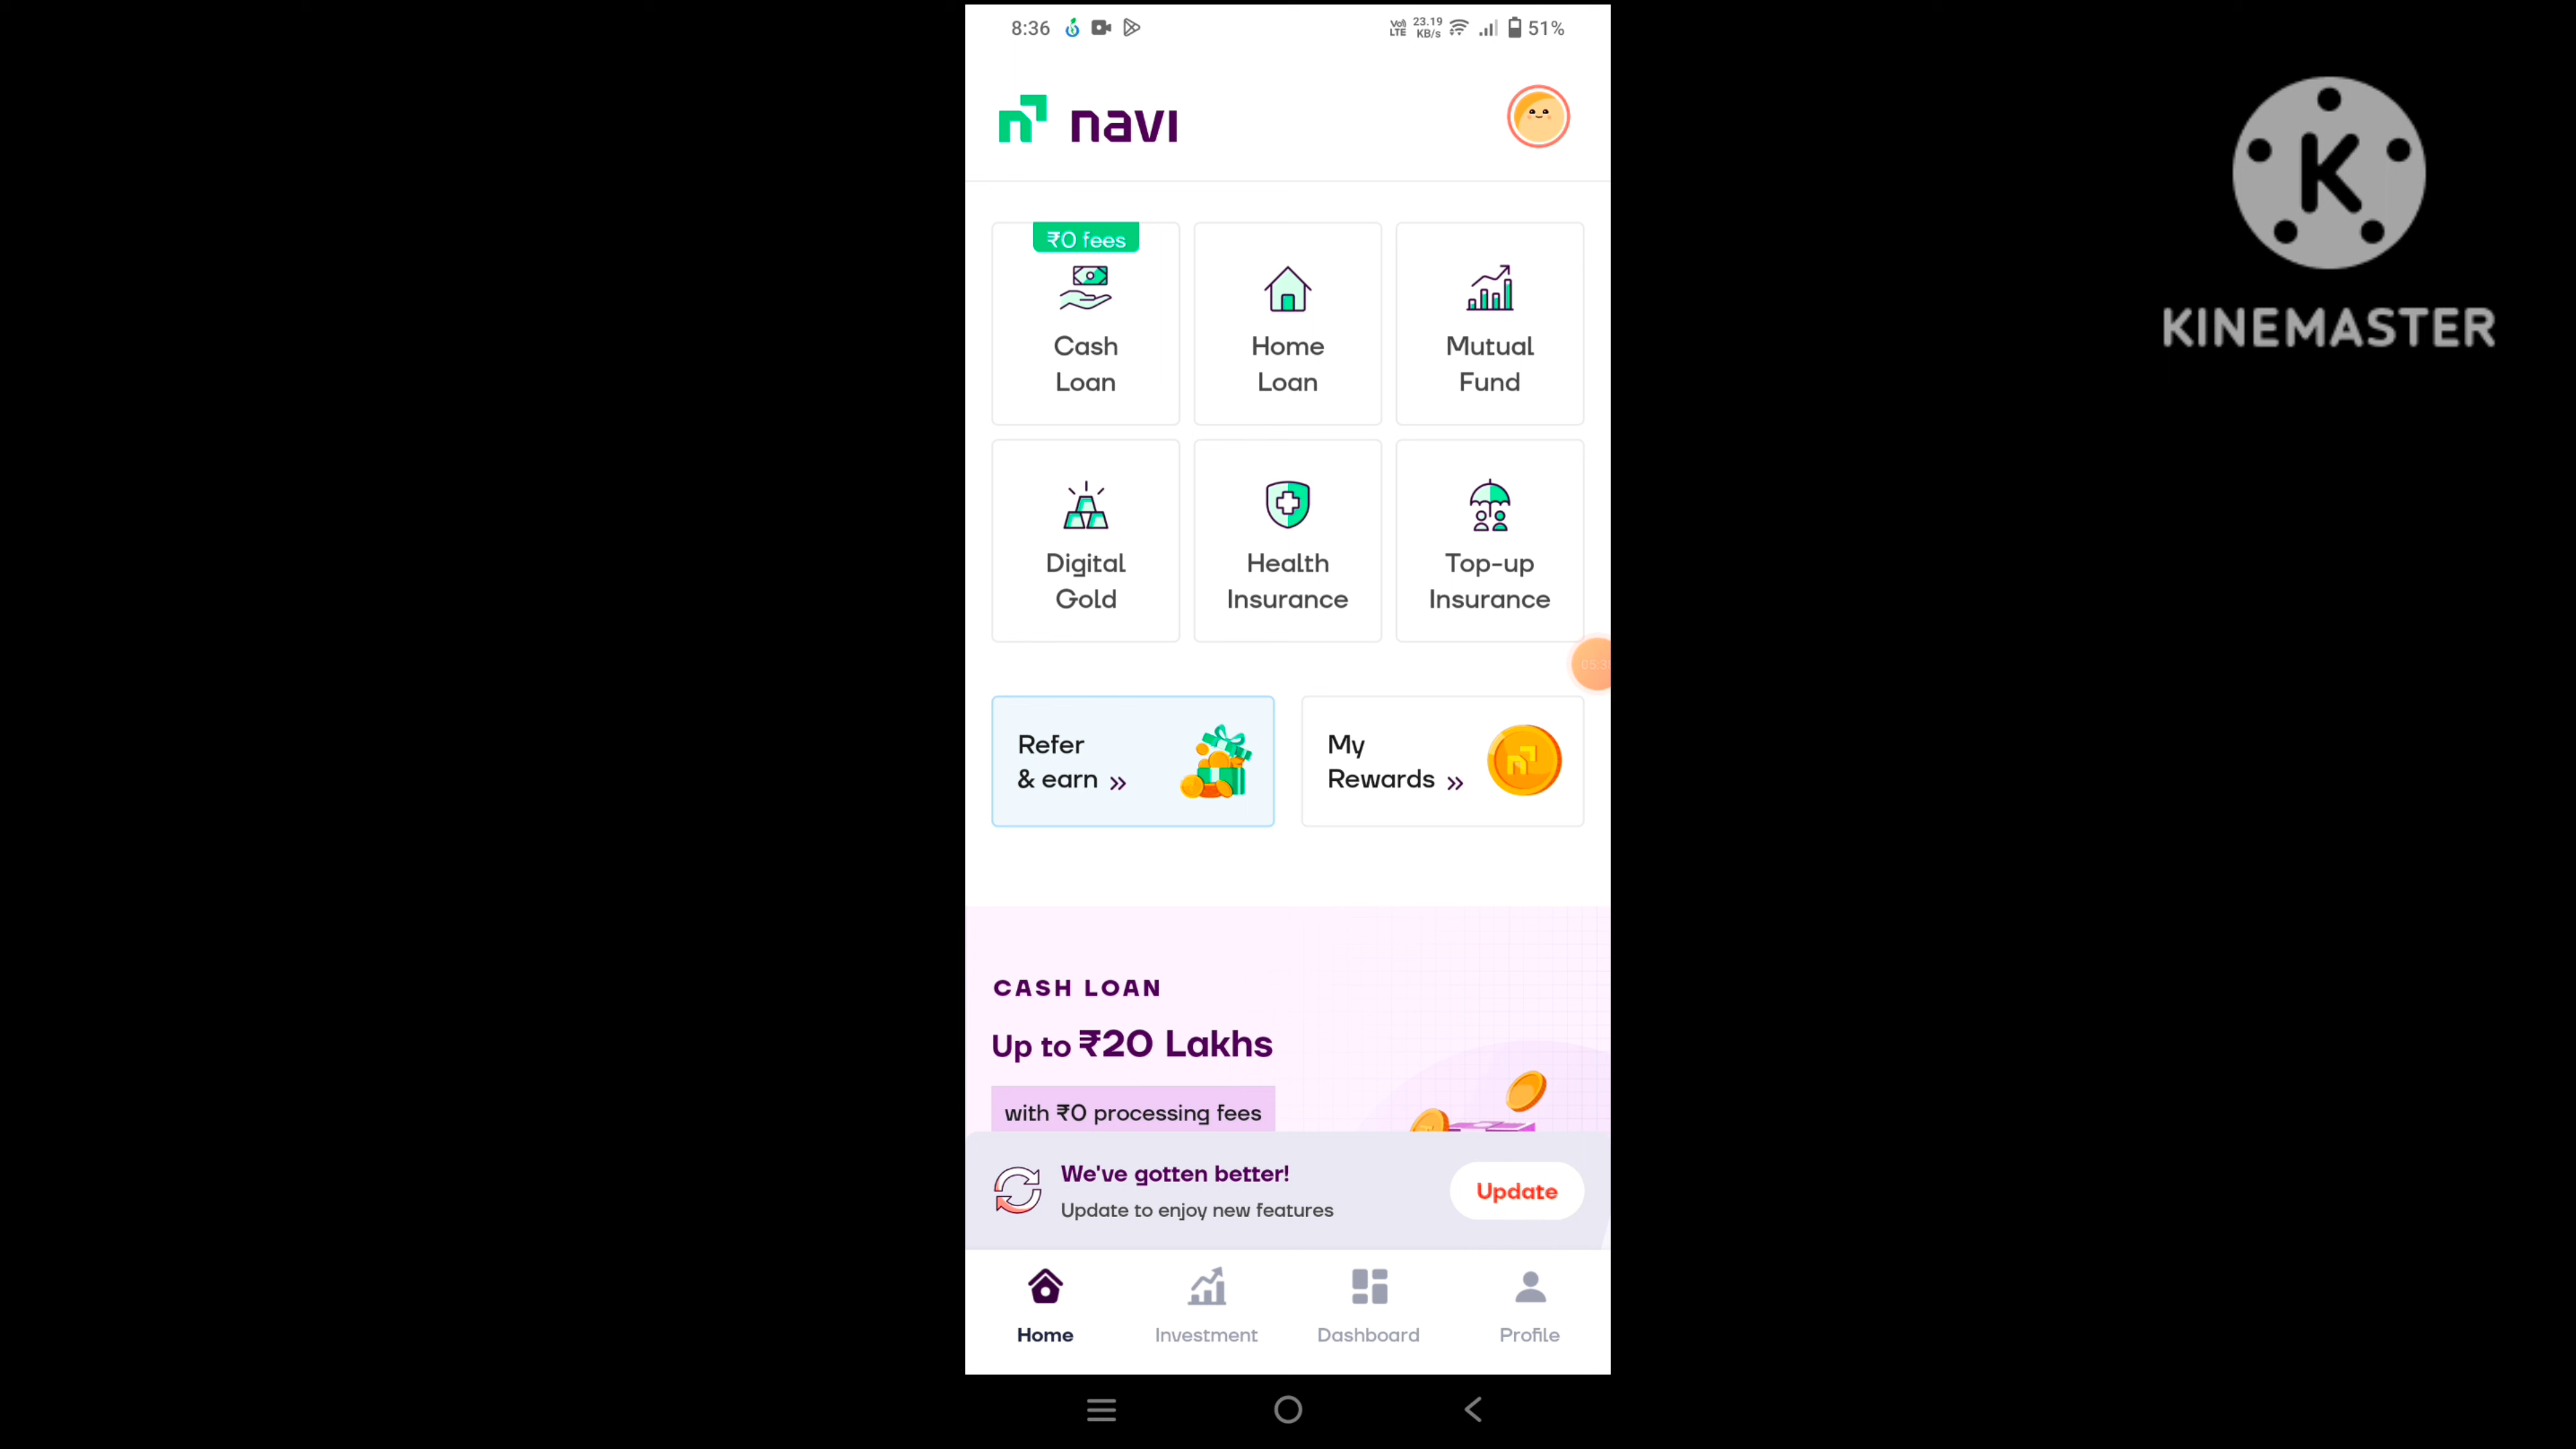 8:36
Vol) LTE 23.19 KB/s 51%
navi
KINEMASTER
₹0 fees
Cash Loan
Home Loan
Mutual Fund
Digital Gold
Health Insurance
Top-up Insurance
Refer & earn »
My Rewards »
CASH LOAN
Up to ₹20 Lakhs
with ₹0 processing fees
We've gotten better!
Update to enjoy new features
Update
Home
Investment
Dashboard
Profile